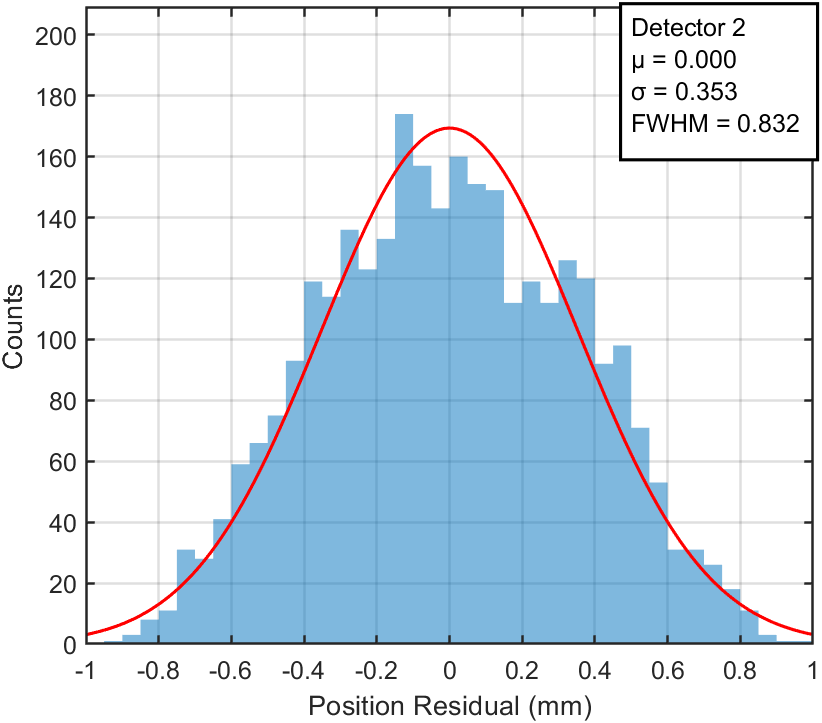 Detector 2
μ = 0.000
σ = 0.353
FWHM = 0.832
200
180
160
140
120
100
80
60
40
20
0
Counts
-1 -0.8 -0.6 -0.4 -0.2 0 0.2 0.4 0.6 0.8 1
Position Residual (mm)